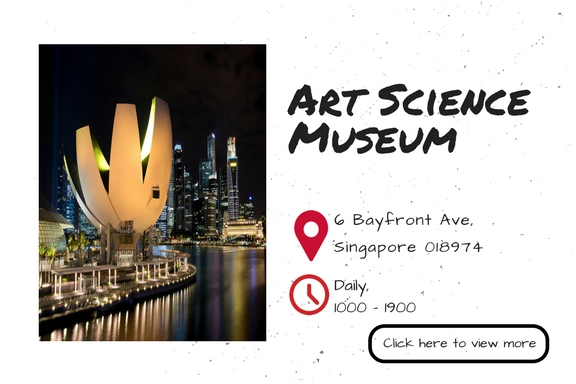 Art Science
Museum
6 Bayfront Ave,
Singapore 018974
Daily,
1000 - 1900
Click here to view more